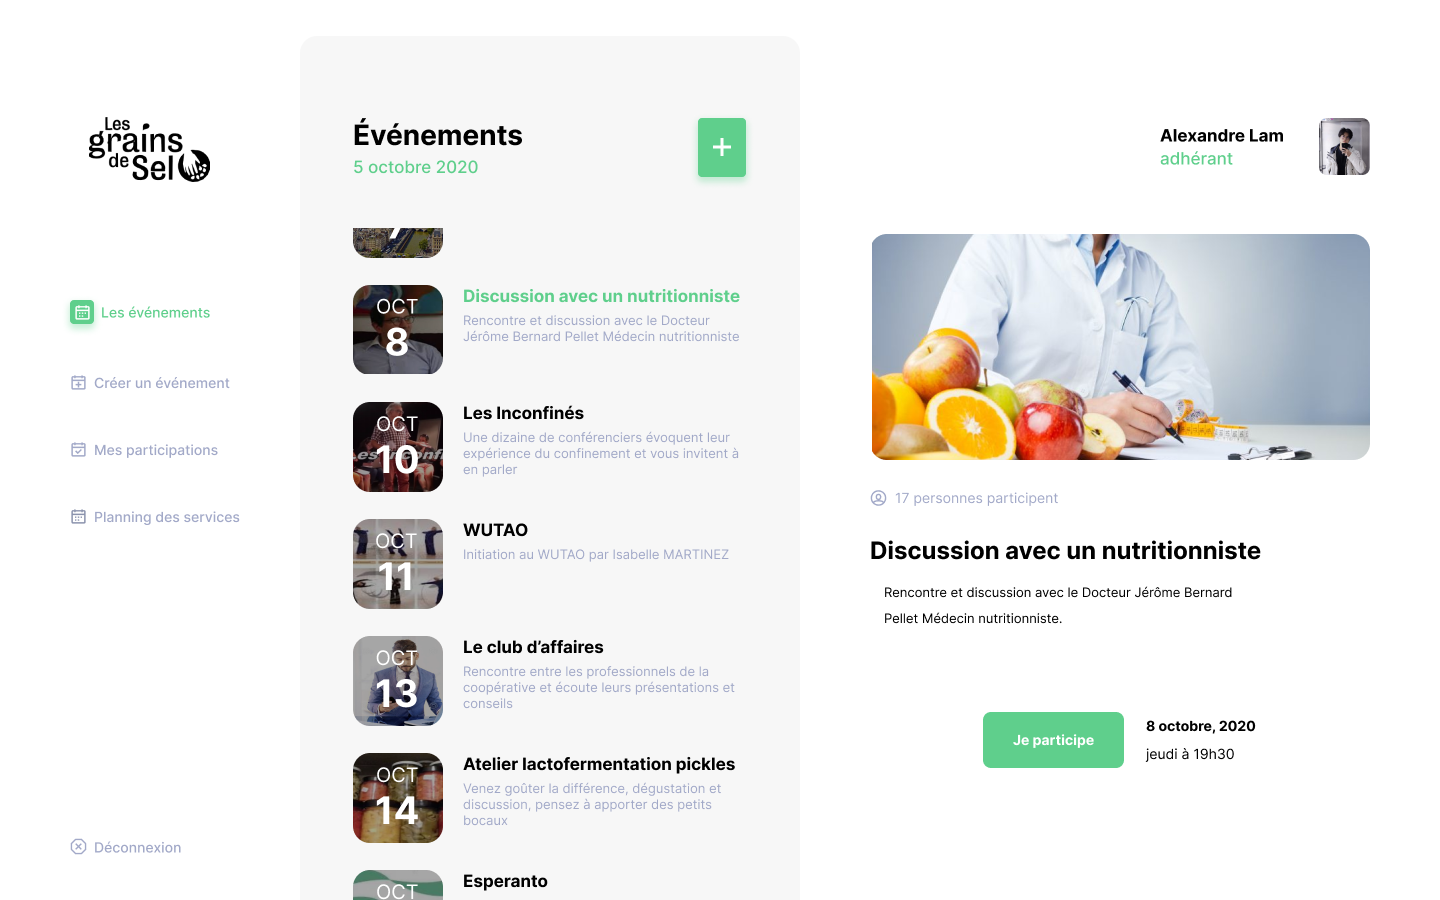 Les
grains
de Sel
Les événements
Créer un événement
Mes participations
Planning des services
Déconnexion
Événements
5 octobre 2020
+
7
OCT
8
Discussion avec un nutritionniste
Rencontre et discussion avec le Docteur
Jérôme Bernard Pellet Médecin nutritionniste
OCT
10
Les Inconfinés
Une dizaine de conférenciers évoquent leur
expérience du confinement et vous invitent à
en parler
OCT
11
WUTAO
Initiation au WUTAO par Isabelle MARTINEZ
OCT
13
Le club d’affaires
Rencontre entre les professionnels de la
coopérative et écoute leurs présentations et
conseils
OCT
14
Atelier lactofermentation pickles
Venez goûter la différence, dégustation et
discussion, pensez à apporter des petits
bocaux
OCT
Esperanto
Alexandre Lam
adhérant
17 personnes participent
Discussion avec un nutritionniste
Rencontre et discussion avec le Docteur Jérôme Bernard
Pellet Médecin nutritionniste.
Je participe
8 octobre, 2020
jeudi à 19h30